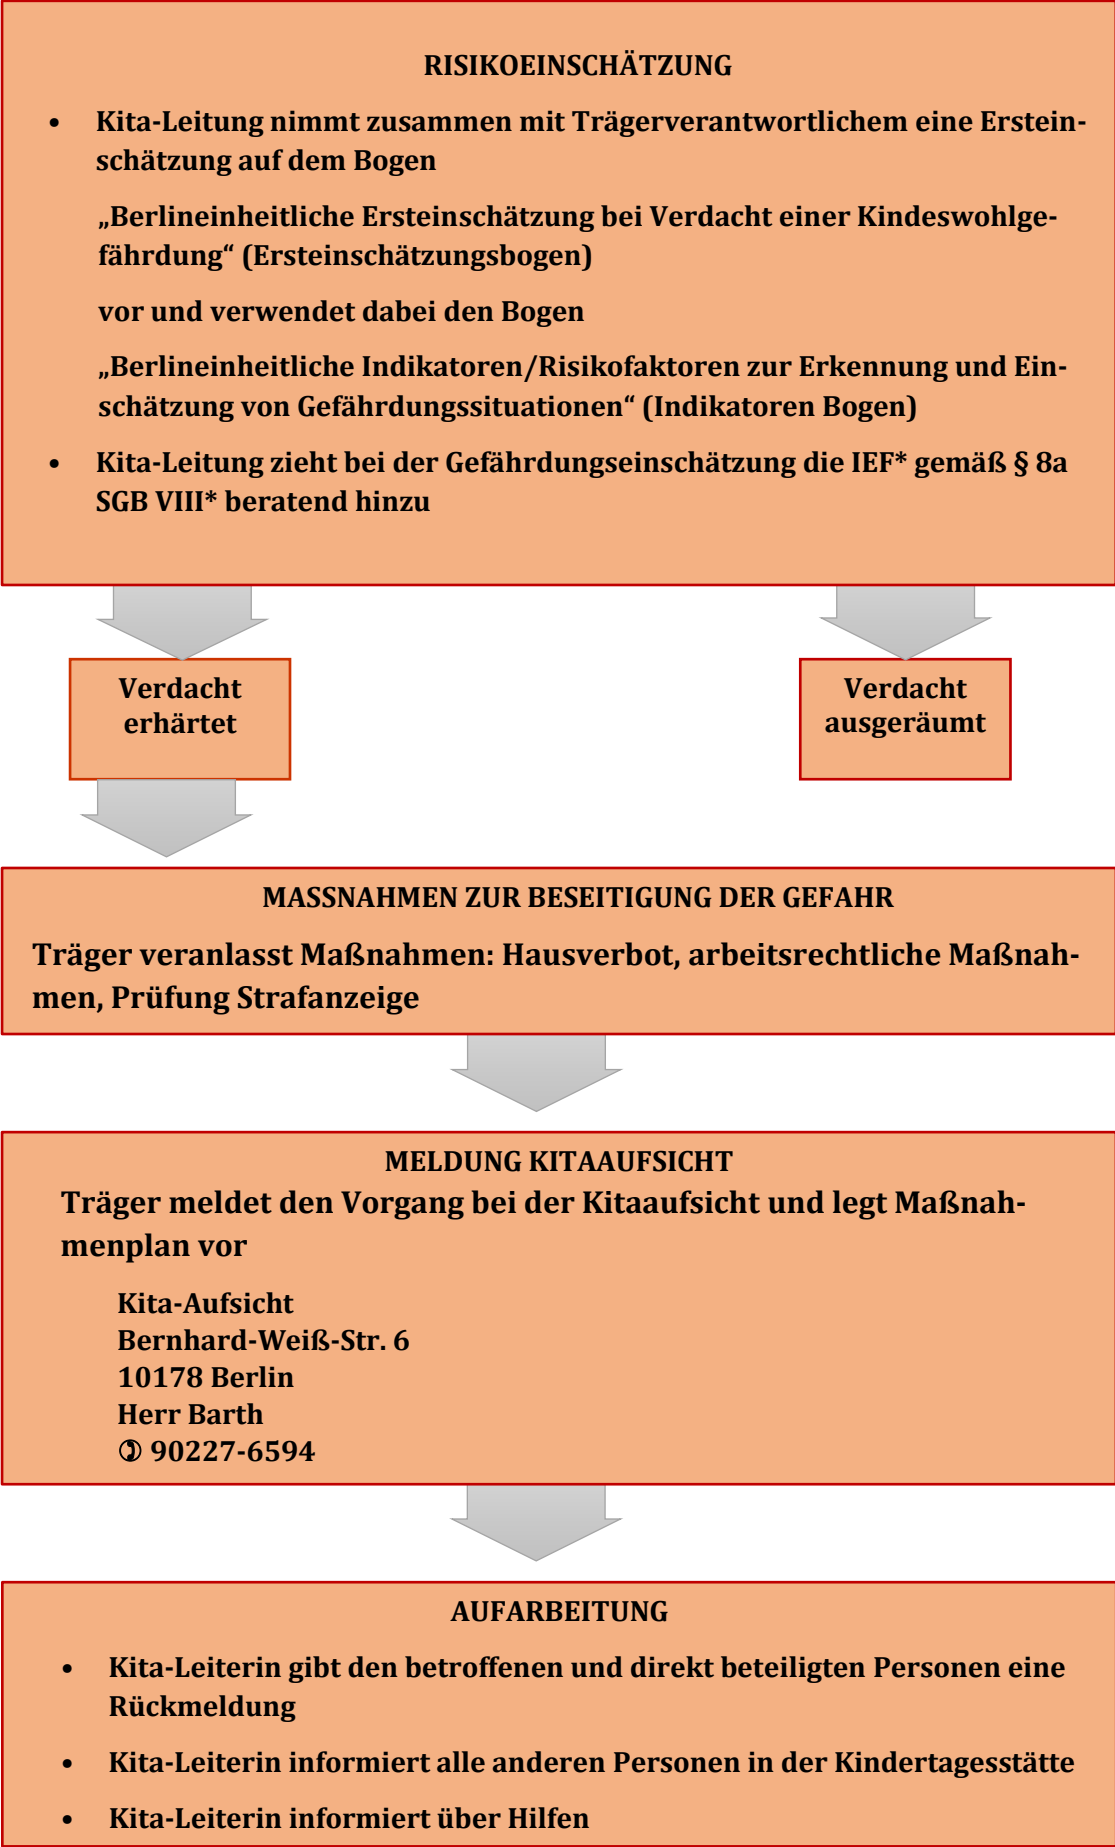 RISIKOEINSCHÄTZUNG
• Kita-Leitung nimmt zusammen mit Trägerverantwortlichem eine Erstein-
schätzung auf dem Bogen
„Berlineinheitliche Ersteinschätzung bei Verdacht einer Kindeswohlge-
fährdung“ (Ersteinschätzungsbogen)
vor und verwendet dabei den Bogen
„Berlineinheitliche Indikatoren/Risikofaktoren zur Erkennung und Ein-
schätzung von Gefährdungssituationen“ (Indikatoren Bogen)
• Kita-Leitung zieht bei der Gefährdungseinschätzung die IEF* gemäß § 8a
SGB VIII* beratend hinzu
Verdacht
erhärtet
Verdacht
ausgeräumt
MASSNAHMEN ZUR BESEITIGUNG DER GEFAHR
Träger veranlasst Maßnahmen: Hausverbot, arbeitsrechtliche Maßnah-
men, Prüfung Strafanzeige
MELDUNG KITAAUFSICHT
Träger meldet den Vorgang bei der Kitaaufsicht und legt Maßnah-
menplan vor
Kita-Aufsicht
Bernhard-Weiß-Str. 6
10178 Berlin
Herr Barth
✆ 90227-6594
AUFARBEITUNG
• Kita-Leiterin gibt den betroffenen und direkt beteiligten Personen eine
Rückmeldung
• Kita-Leiterin informiert alle anderen Personen in der Kindertagesstätte
• Kita-Leiterin informiert über Hilfen